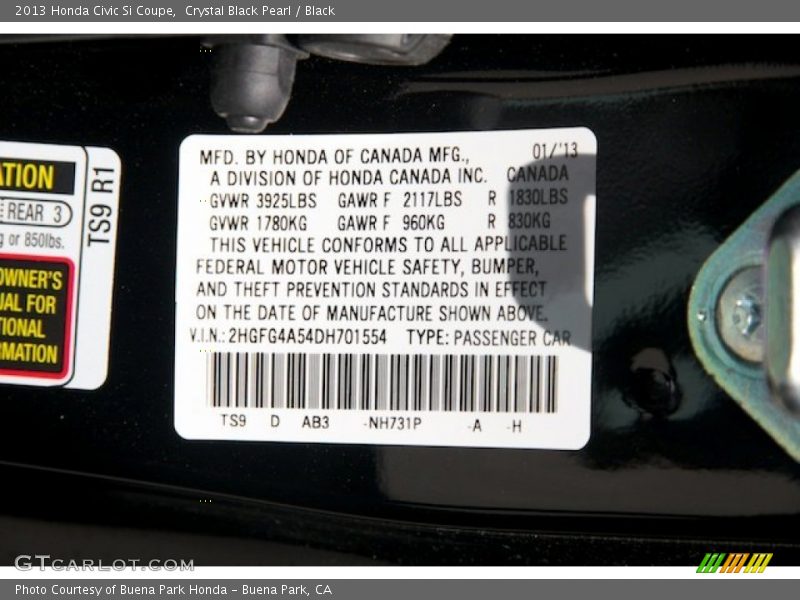 2013 Honda Civic Si Coupe,  Crystal Black Pearl / Black
MFD. BY HONDA OF CANADA MFG., 01/'13
A DIVISION OF HONDA CANADA INC. CANADA
GVWR 3925LBS GAWR F 2117LBS R 1830LBS
GVWR 1780KG GAWR F 960KG R 830KG
THIS VEHICLE CONFORMS TO ALL APPLICABLE
FEDERAL MOTOR VEHICLE SAFETY, BUMPER,
AND THEFT PREVENTION STANDARDS IN EFFECT
ON THE DATE OF MANUFACTURE SHOWN ABOVE.
V.I.N.: 2HGFG4A54DH701554 TYPE: PASSENGER CAR
TS9 D AB3 -NH731P -A -H
ATION
REAR 3
g or 850lbs.
OWNER'S
UAL FOR
TIONAL
RMATION
TS9 R1
GTCARLOT.COM
Photo Courtesy of Buena Park Honda – Buena Park, CA